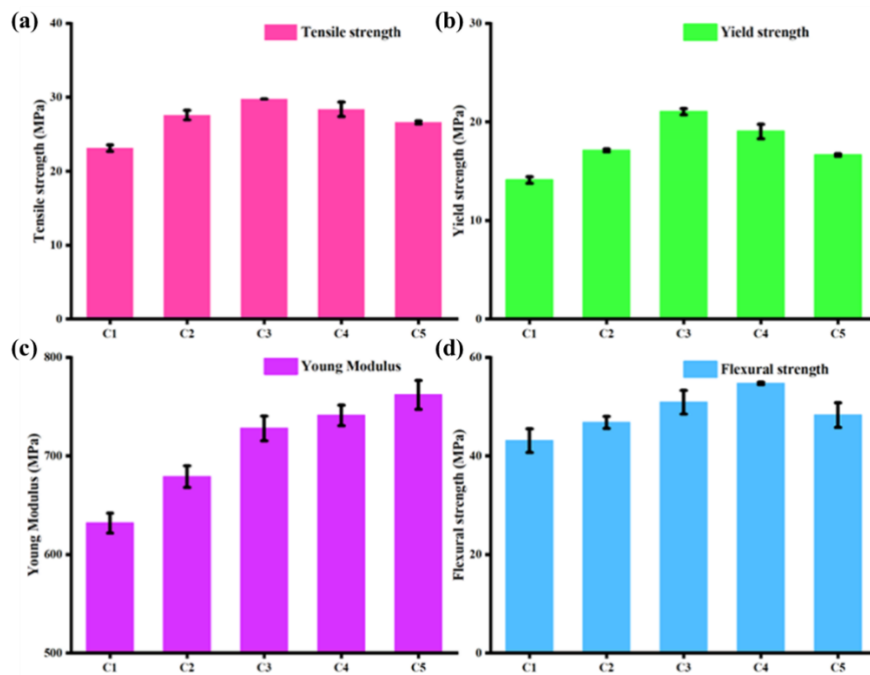 (a)
Tensile strength
Tensile strength (MPa)
40
30
20
10
0
C1 C2 C3 C4 C5
(b)
Yield strength
Yield strength (MPa)
30
20
10
0
C1 C2 C3 C4 C5
(c)
Young Modulus
Young Modulus (MPa)
800
700
600
500
C1 C2 C3 C4 C5
(d)
Flexural strength
Flexural strength (MPa)
60
40
20
0
C1 C2 C3 C4 C5